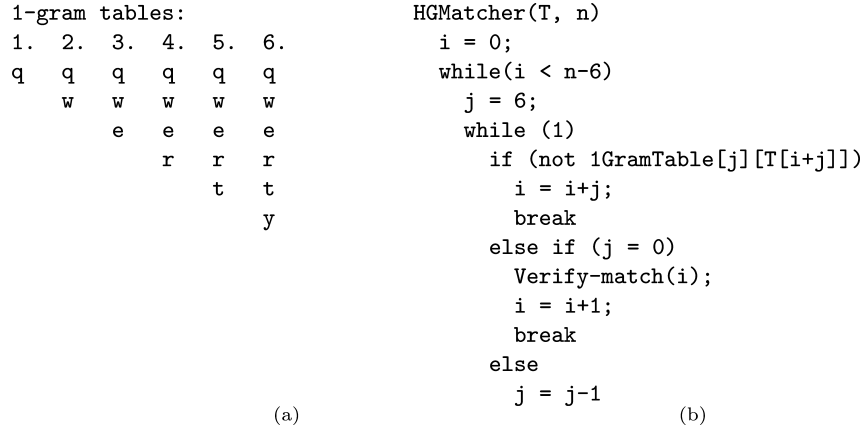 1-gram tables:
1. 2. 3. 4. 5. 6.
q q q q q q
w w w w w
e e e e
r r r
t t
y
(a)
HGMatcher(T, n)
i = 0;
while(i < n-6)
j = 6;
while (1)
if (not 1GramTable[j][T[i+j]])
i = i+j;
break
else if (j = 0)
Verify-match(i);
i = i+1;
break
else
j = j-1
(b)